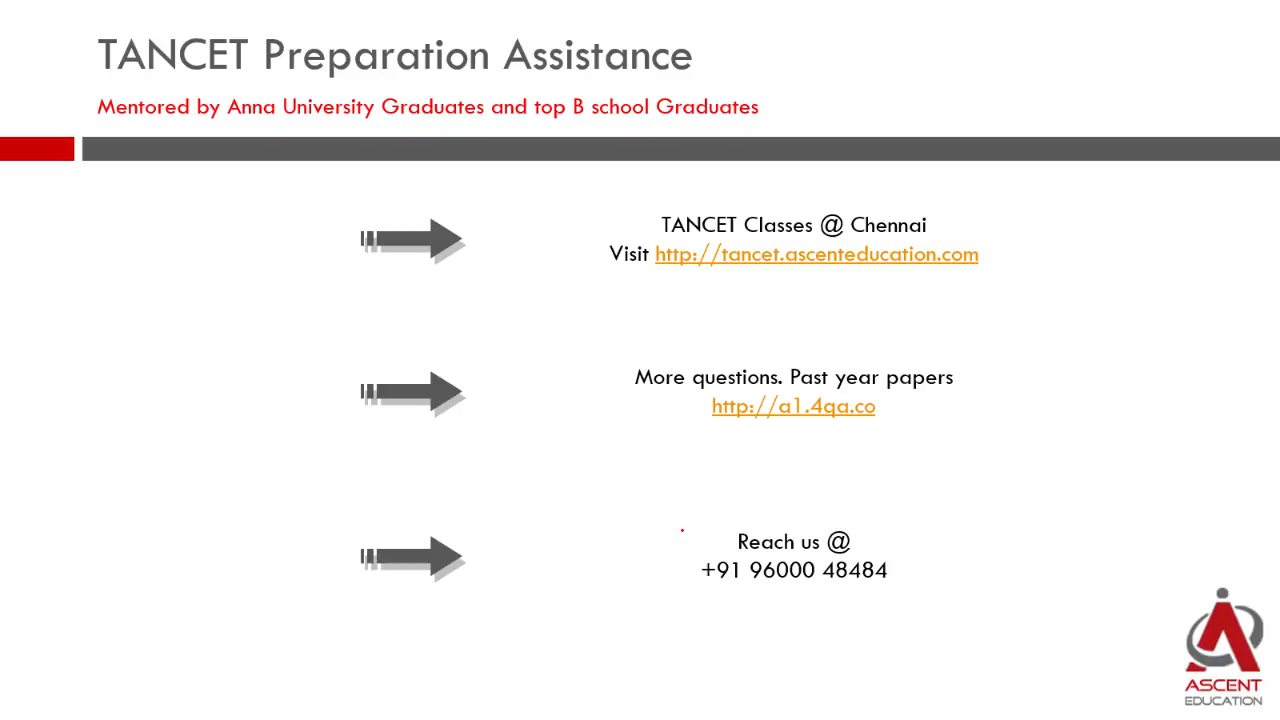 TANCET Preparation Assistance
Mentored by Anna University Graduates and top B school Graduates
TANCET Classes @ Chennai
Visit http://tancet.ascenteducation.com
More questions. Past year papers
http://a1.4qa.co
Reach us @
+91 96000 48484
ASCENT
EDUCATION